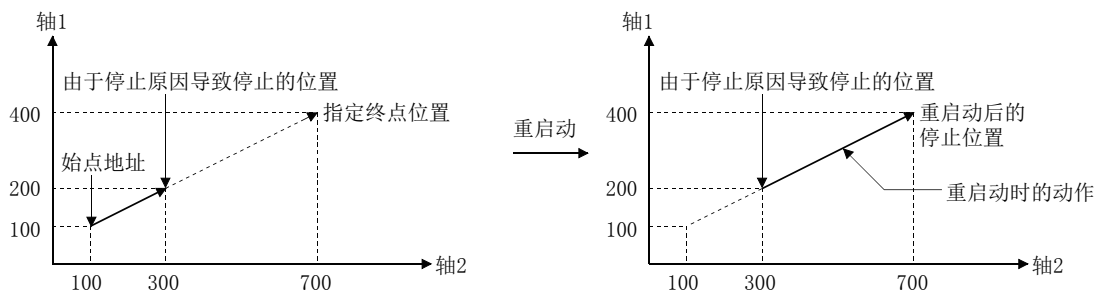 轴1
由于停止原因导致停止的位置
400
指定终点位置
始点地址
200
100
轴2
100
300
700
重启动
轴1
由于停止原因导致停止的位置
400
重启动后的
停止位置
200
重启动时的动作
100
轴2
100
300
700